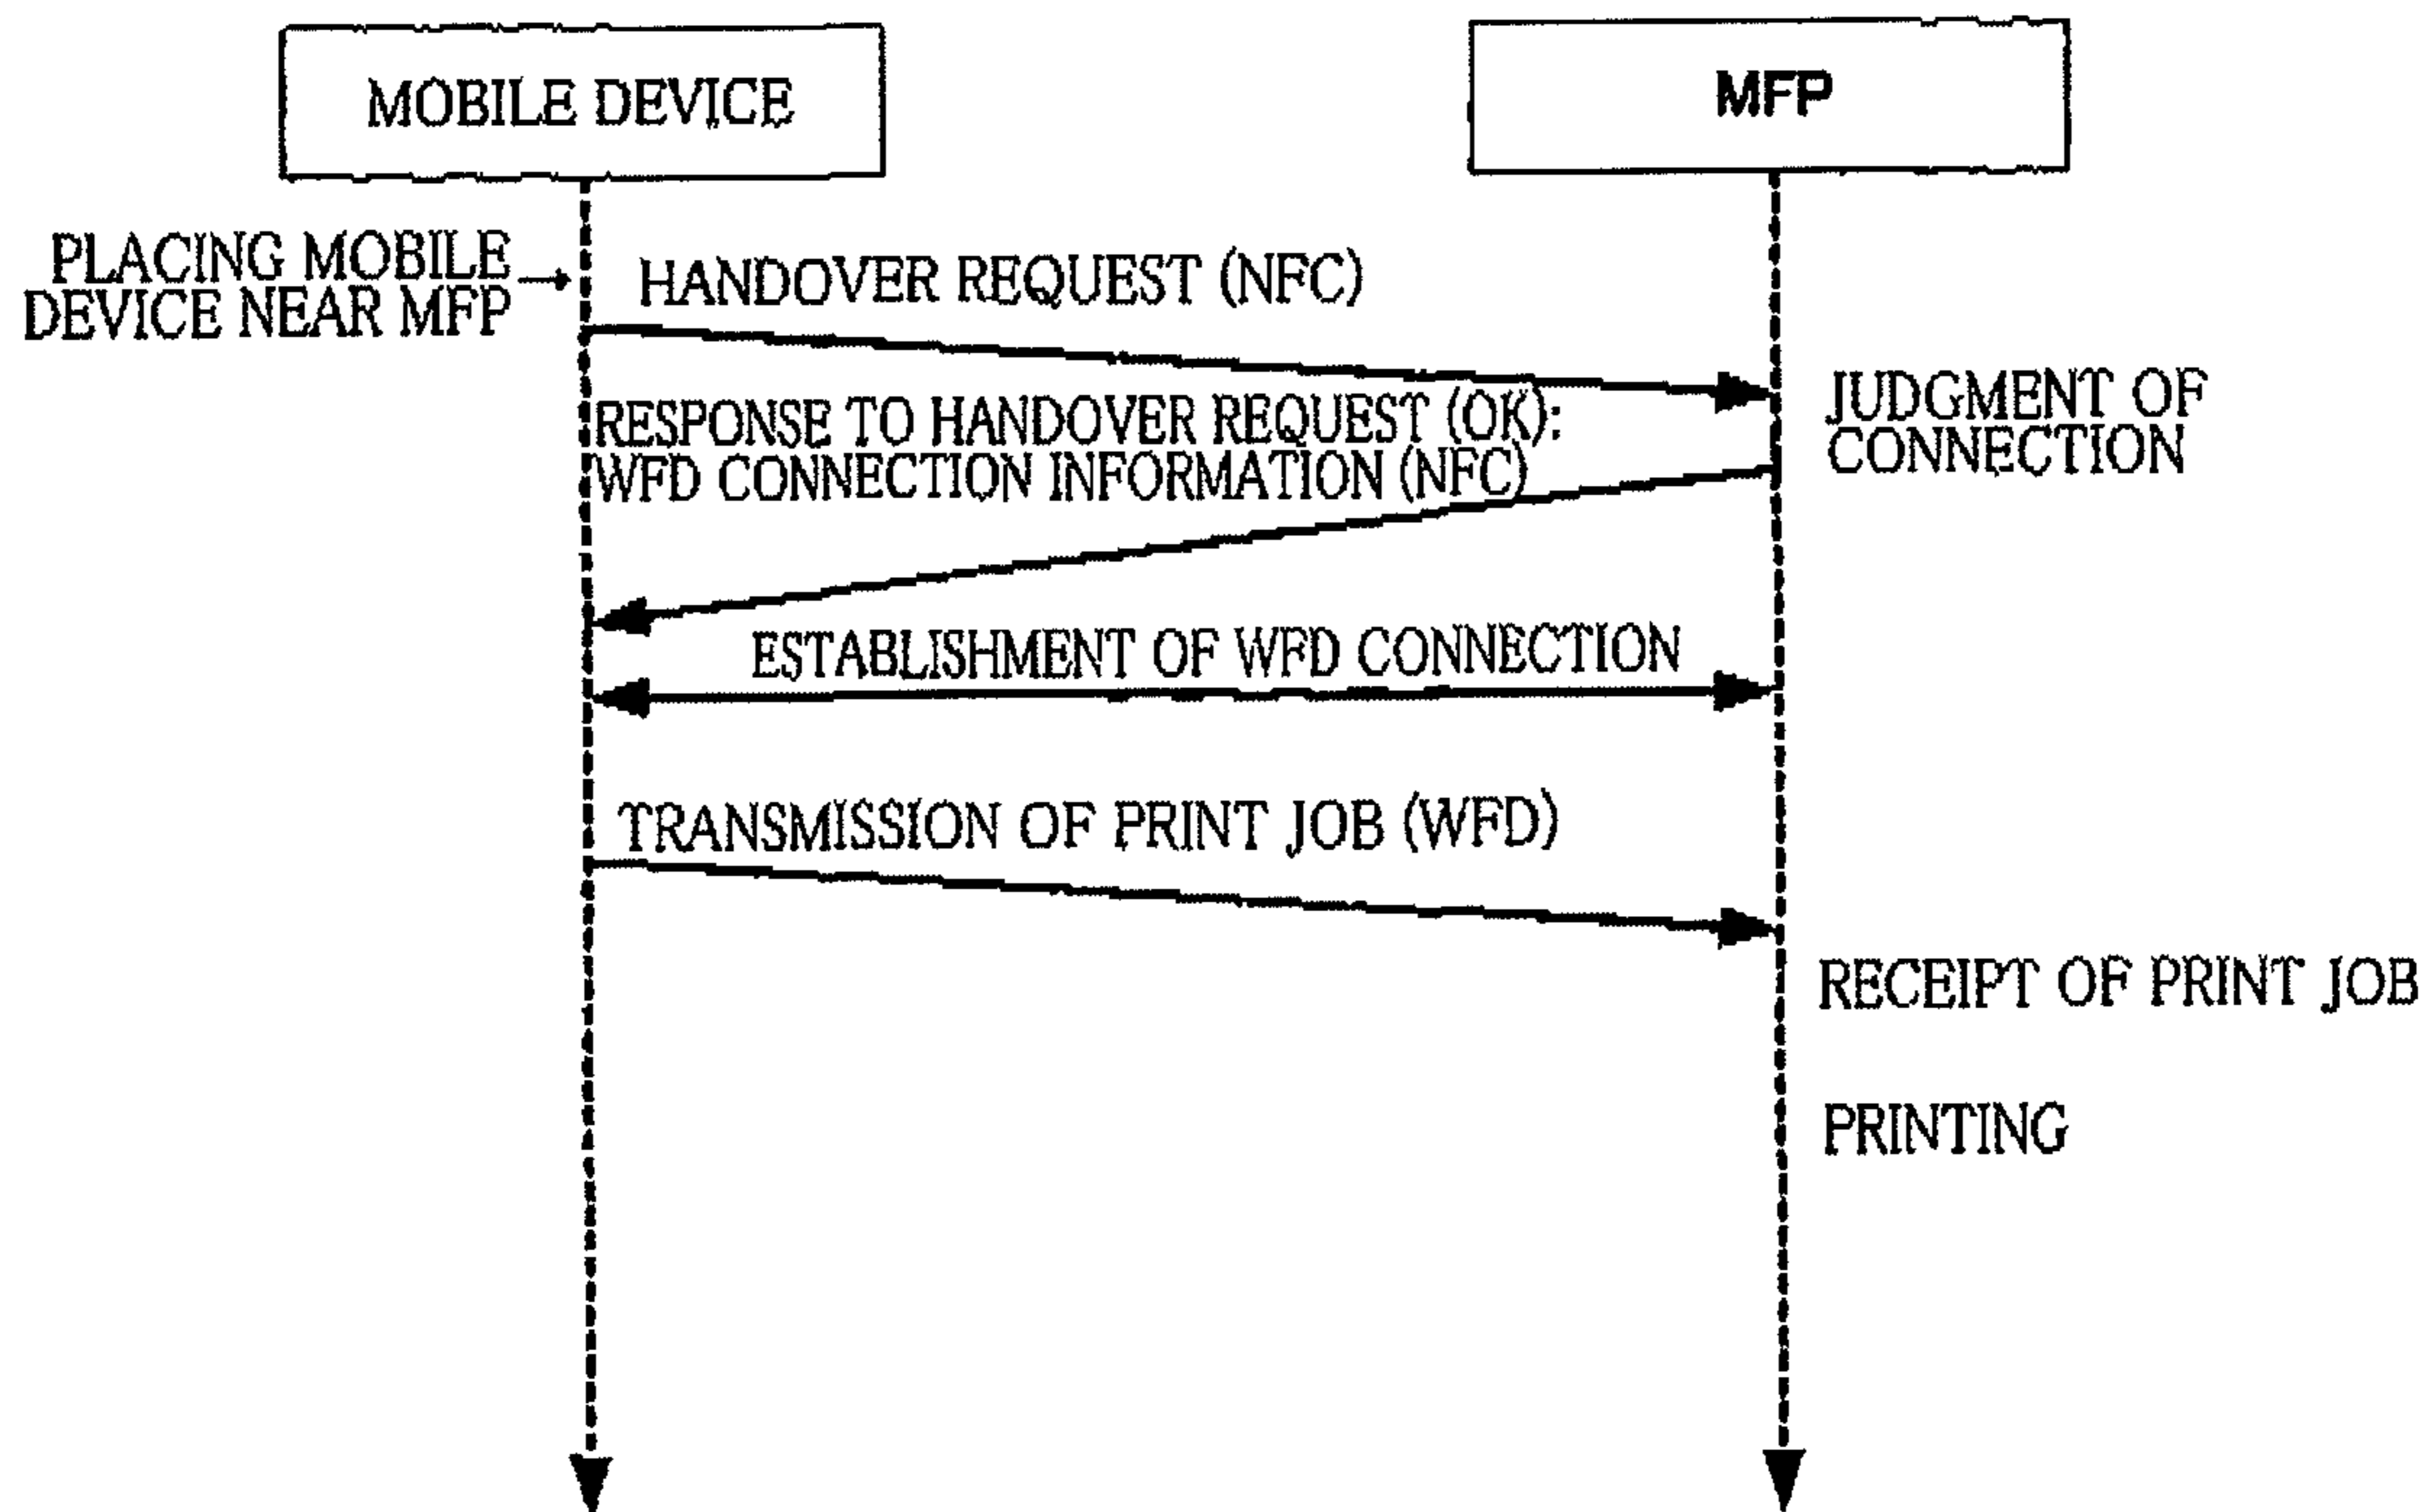 MOBILE DEVICE
MFP
PLACING MOBILE
DEVICE NEAR MFP
HANDOVER REQUEST (NFC)
JUDGMENT OF
CONNECTION
RESPONSE TO HANDOVER REQUEST (OK):
WFD CONNECTION INFORMATION (NFC)
ESTABLISHMENT OF WFD CONNECTION
TRANSMISSION OF PRINT JOB (WFD)
RECEIPT OF PRINT JOB
PRINTING